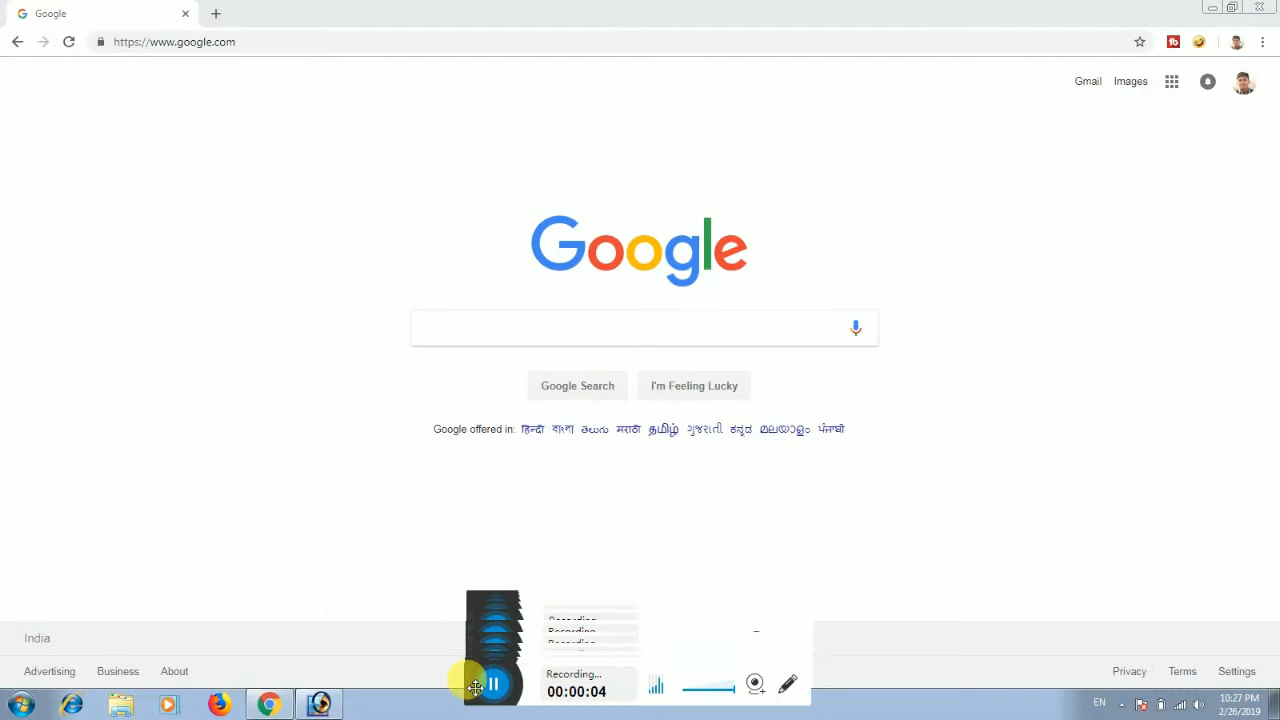 Google
https://www.google.com
Gmail Images
Google
Google Search I'm Feeling Lucky
Google offered in: हिन्दी বাংলা తెలుగు मराठी தமிழ் ગુજરાતી ಕನ್ನಡ മലയാളം ਪੰਜਾਬੀ
India
Advertising Business About
Privacy Terms Settings
Recording...
00:00:04
EN
10:27 PM
2/26/2019